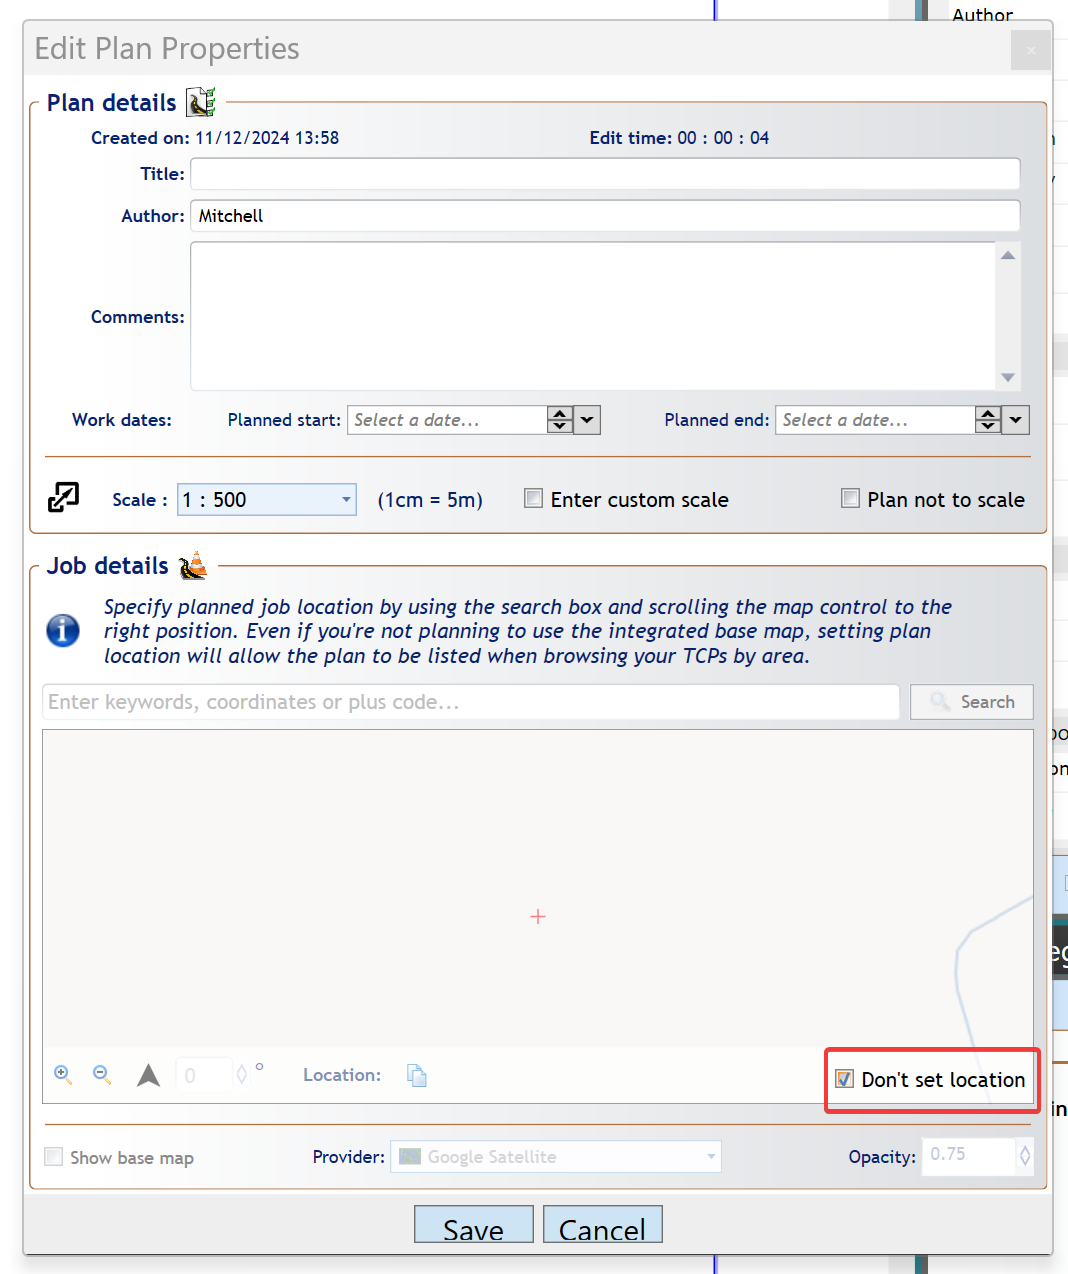 Author
Edit Plan Properties
Plan details
Created on: 11/12/2024 13:58
Edit time: 00 : 00 : 04
Title:
Author: Mitchell
Comments:
Work dates: Planned start: Select a date... Planned end: Select a date...
Scale : 1 : 500 (1cm = 5m) Enter custom scale Plan not to scale
Job details
Specify planned job location by using the search box and scrolling the map control to the
right position. Even if you're not planning to use the integrated base map, setting plan
location will allow the plan to be listed when browsing your TCPs by area.
Enter keywords, coordinates or plus code... Search
0 ° Location: Don't set location
Show base map Provider: Google Satellite Opacity: 0.75
Save Cancel